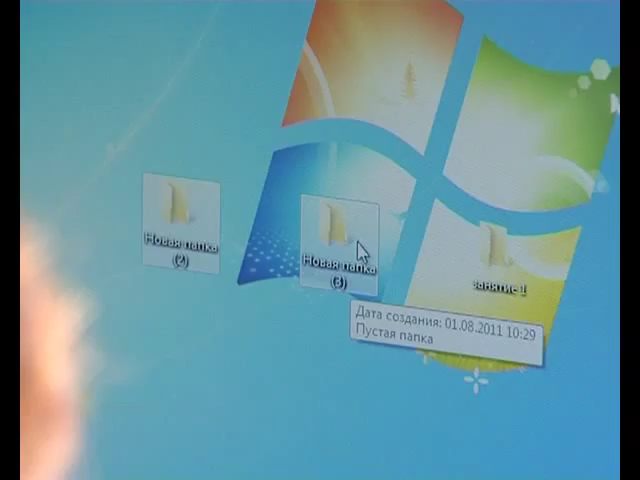 Новая папка
(2)
Новая папка
(3)
занятие 1
Дата создания: 01.08.2011 10:29
Пустая папка